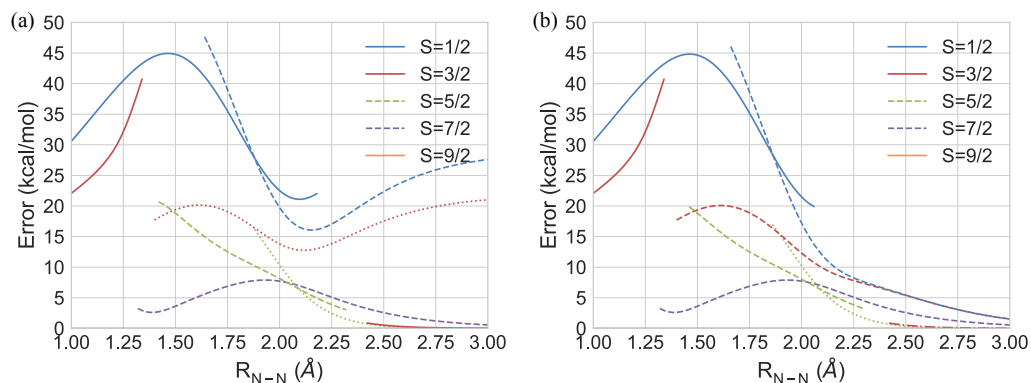 (a)
50
45
40
35
30
25
20
15
10
5
0
Error (kcal/mol)
S=1/2
S=3/2
S=5/2
S=7/2
S=9/2
1.00 1.25 1.50 1.75 2.00 2.25 2.50 2.75 3.00
R_{N−N} (Å)
(b)
50
45
40
35
30
25
20
15
10
5
0
Error (kcal/mol)
S=1/2
S=3/2
S=5/2
S=7/2
S=9/2
1.00 1.25 1.50 1.75 2.00 2.25 2.50 2.75 3.00
R_{N−N} (Å)